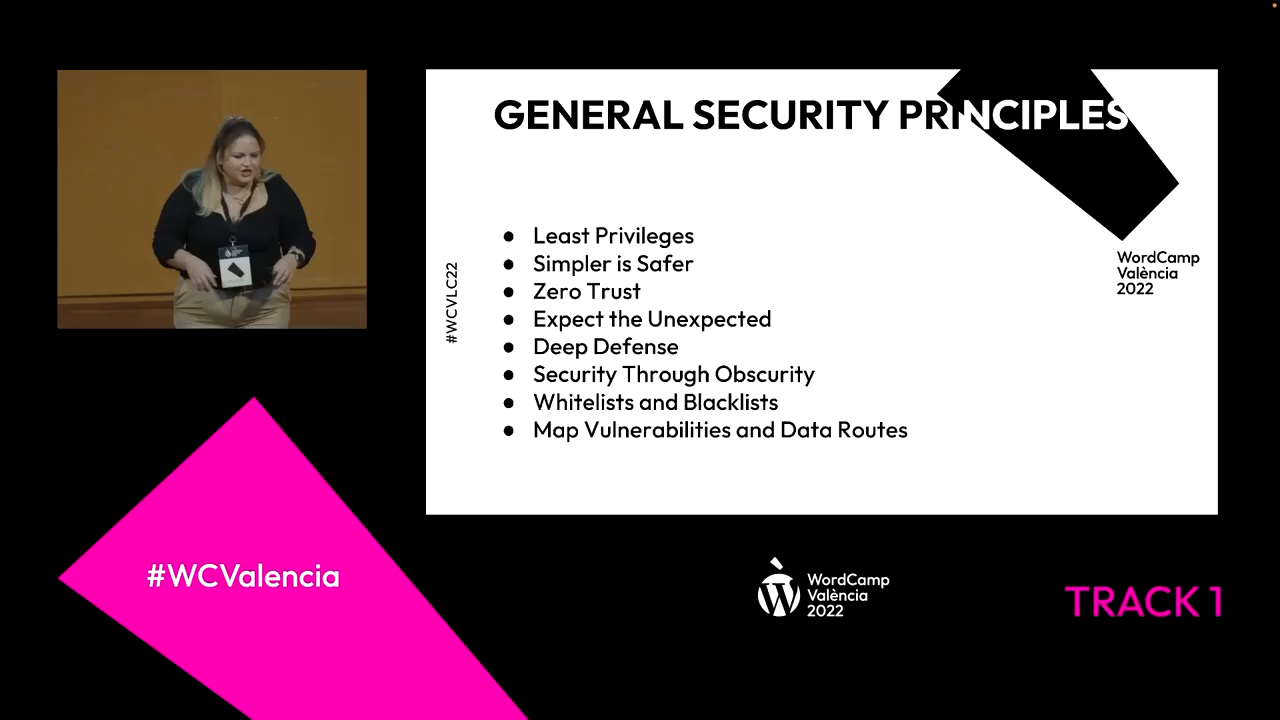 GENERAL SECURITY PRINCIPLES
#WCVLC22
● Least Privileges
● Simpler is Safer
● Zero Trust
● Expect the Unexpected
● Deep Defense
● Security Through Obscurity
● Whitelists and Blacklists
● Map Vulnerabilities and Data Routes
WordCamp
València
2022
#WCValencia
WordCamp
València
2022
TRACK 1